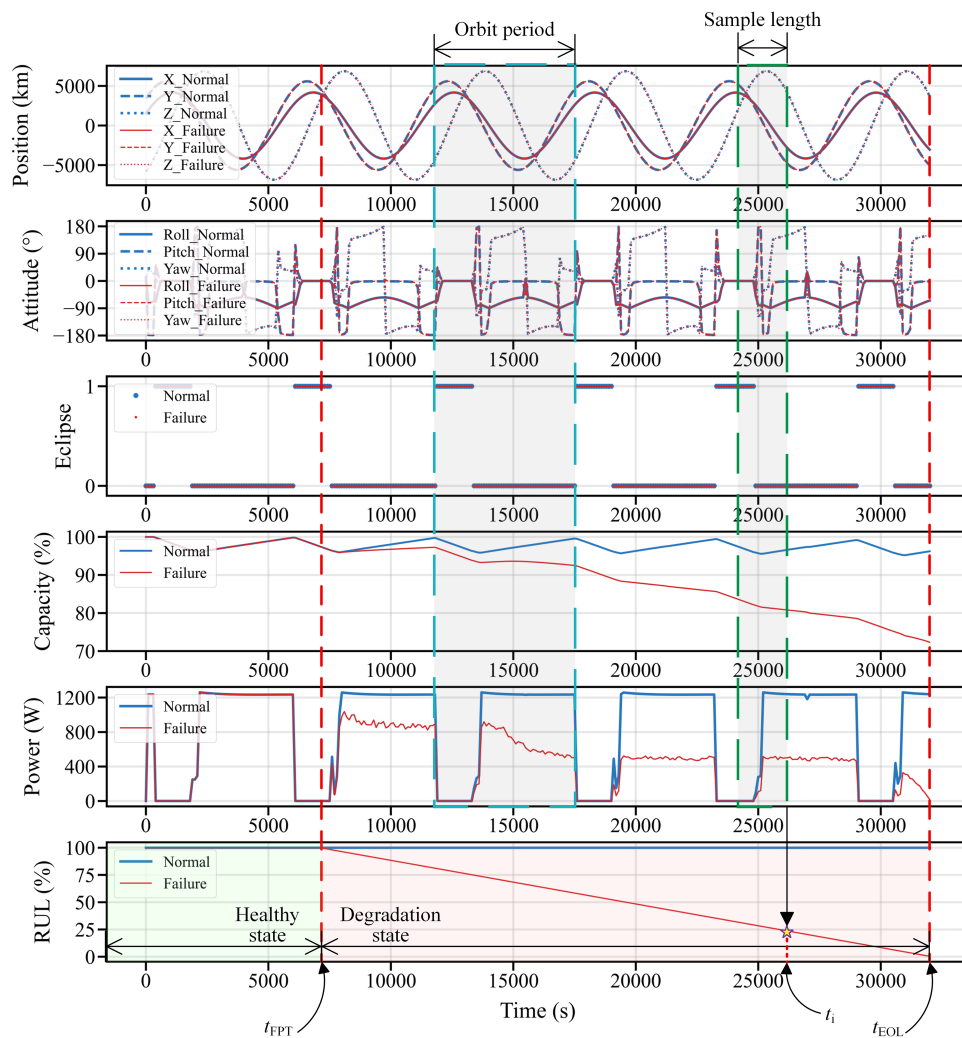 Orbit period
Sample length
Position (km)
5000
0
−5000
X_Normal
Y_Normal
Z_Normal
X_Failure
Y_Failure
Z_Failure
0 5000 10000 15000 20000 25000 30000
Attitude (°)
180
90
0
−90
−180
Roll_Normal
Pitch_Normal
Yaw_Normal
Roll_Failure
Pitch_Failure
Yaw_Failure
0 5000 10000 15000 20000 25000 30000
Eclipse
1
0
Normal
Failure
0 5000 10000 15000 20000 25000 30000
Capacity (%)
100
90
80
70
Normal
Failure
0 5000 10000 15000 20000 25000 30000
Power (W)
1200
800
400
0
Normal
Failure
0 5000 10000 15000 20000 25000 30000
RUL (%)
100
75
50
25
0
Normal
Failure
Healthy
state
Degradation
state
0 5000 10000 15000 20000 25000 30000
Time (s)
t_FPT
t_i
t_EOL